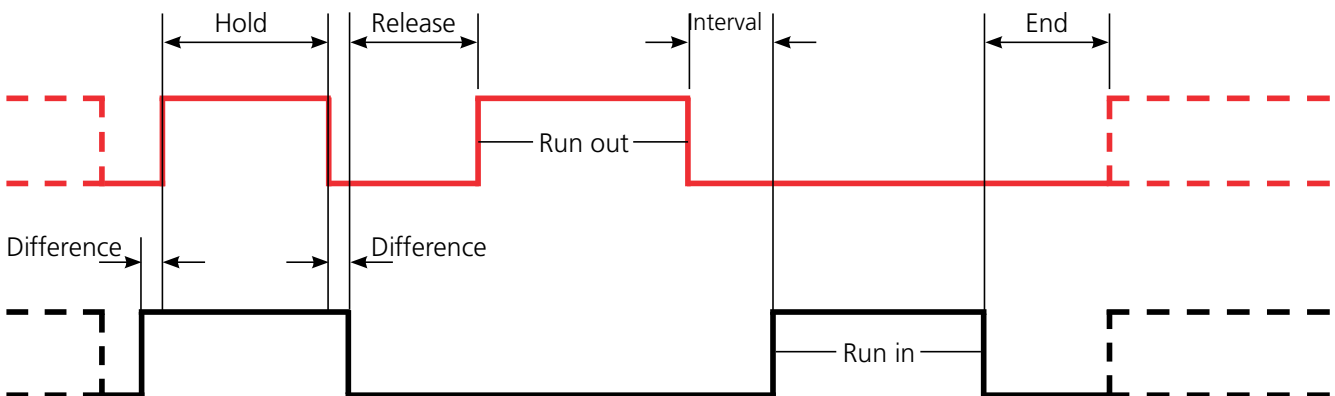 Hold Release Interval End
Run out
Difference Difference
Run in